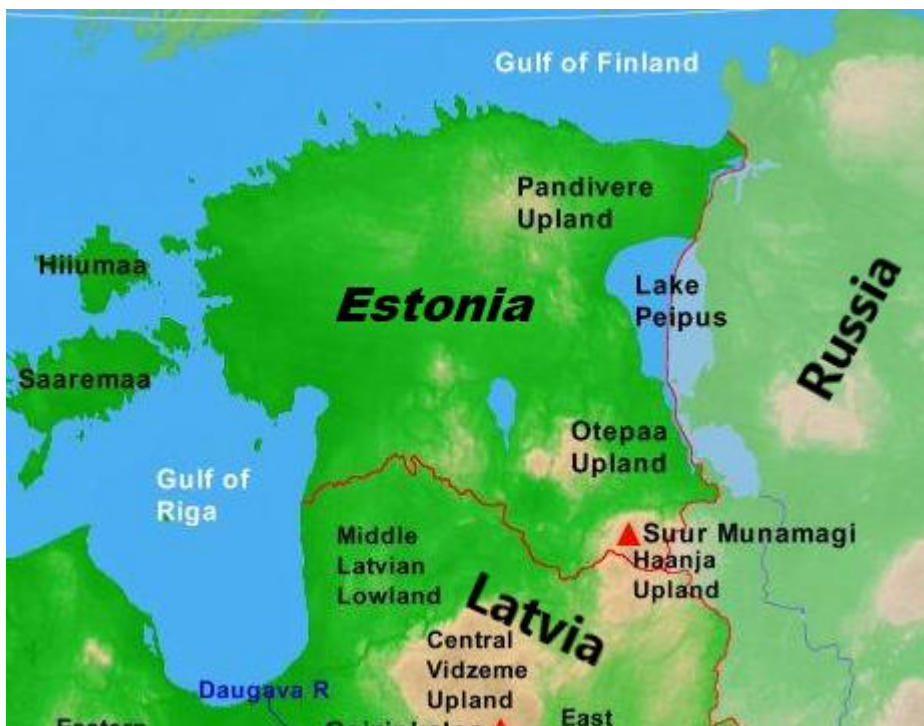 Gulf of Finland
Pandivere
Upland
Hiiumaa
Estonia
Lake
Peipus
Russia
Saaremaa
Otepaa
Upland
Gulf of
Riga
Suur Munamagi
Haanja
Upland
Middle
Latvian
Lowland
Latvia
Central
Vidzeme
Upland
Daugava R
East
Eastern